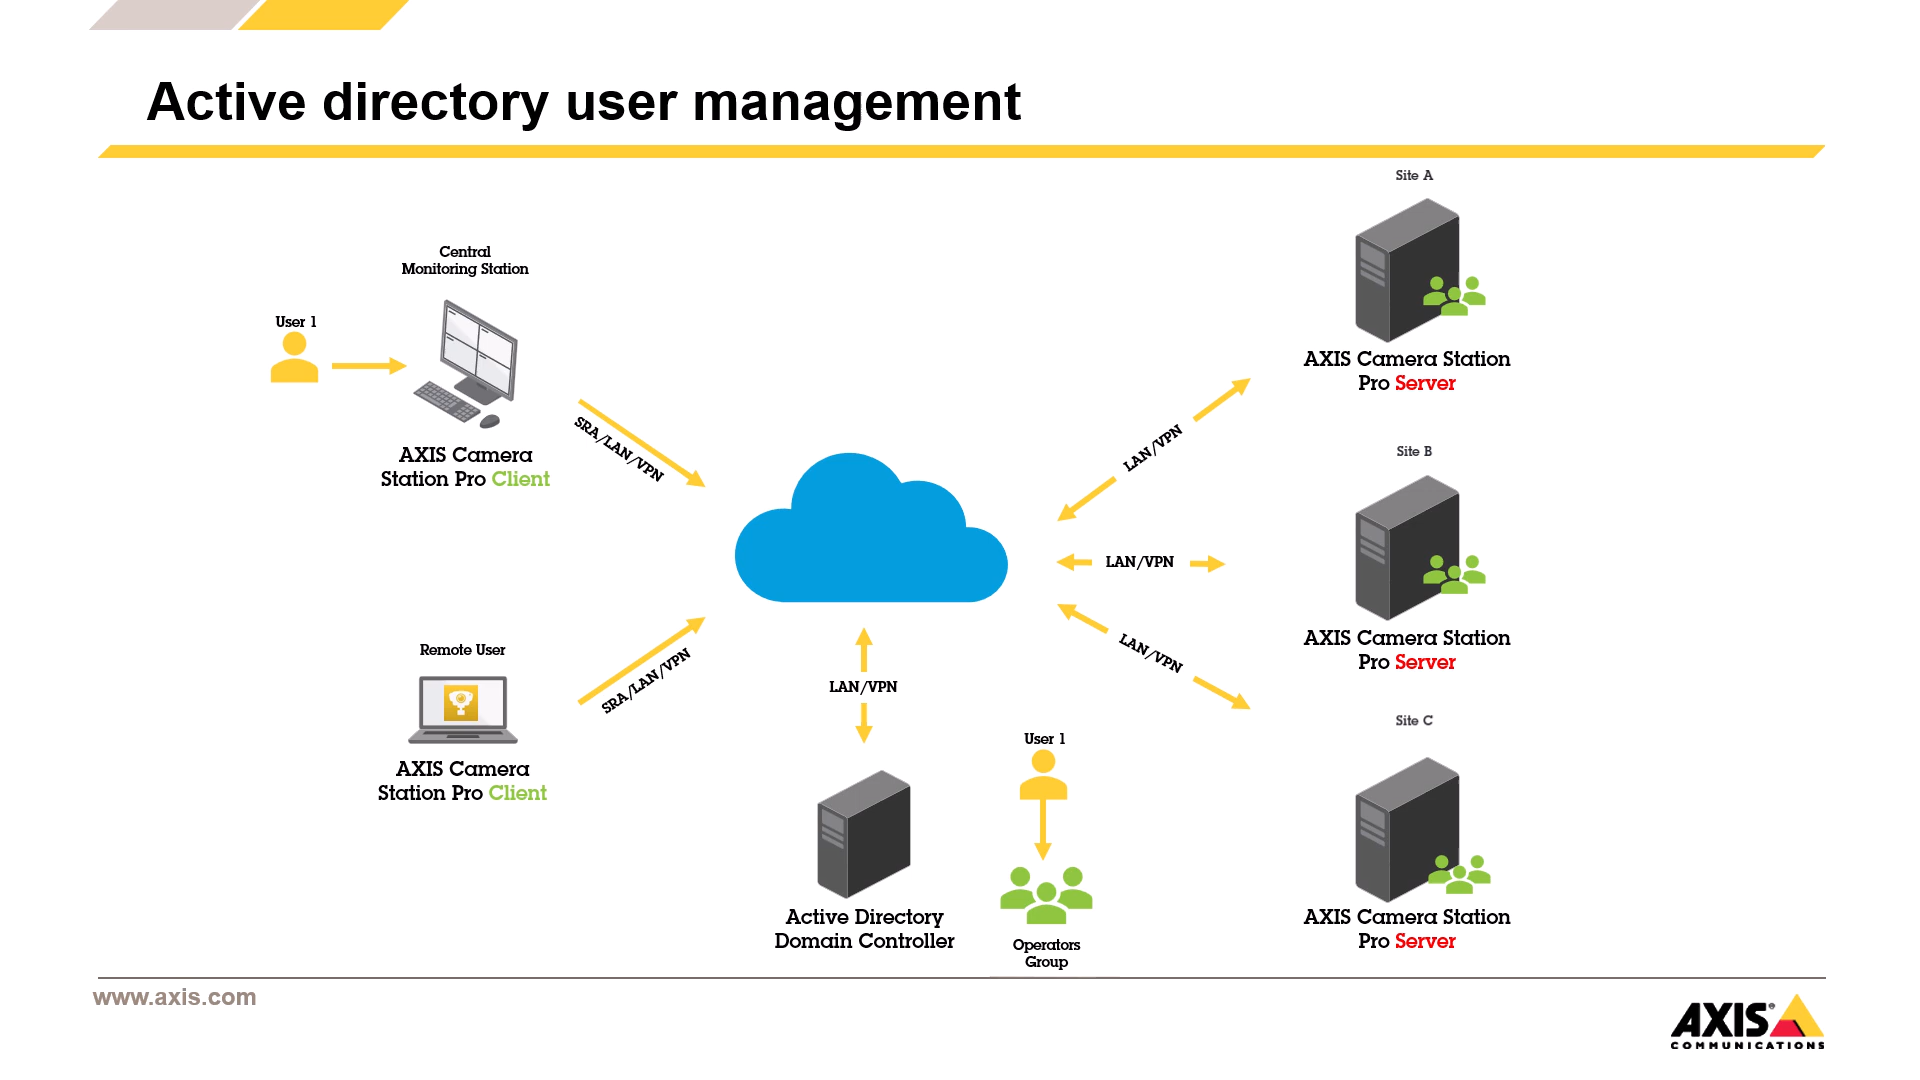 Active directory user management
Site A
Central
Monitoring Station
User 1
AXIS Camera Station
Pro Server
SRA/LAN/VPN
LAN/VPN
AXIS Camera
Station Pro Client
Site B
LAN/VPN
AXIS Camera Station
Pro Server
Remote User
SRA/LAN/VPN
LAN/VPN
LAN/VPN
Site C
User 1
AXIS Camera
Station Pro Client
Active Directory
Domain Controller
Operators
Group
AXIS Camera Station
Pro Server
www.axis.com
AXIS®
COMMUNICATIONS